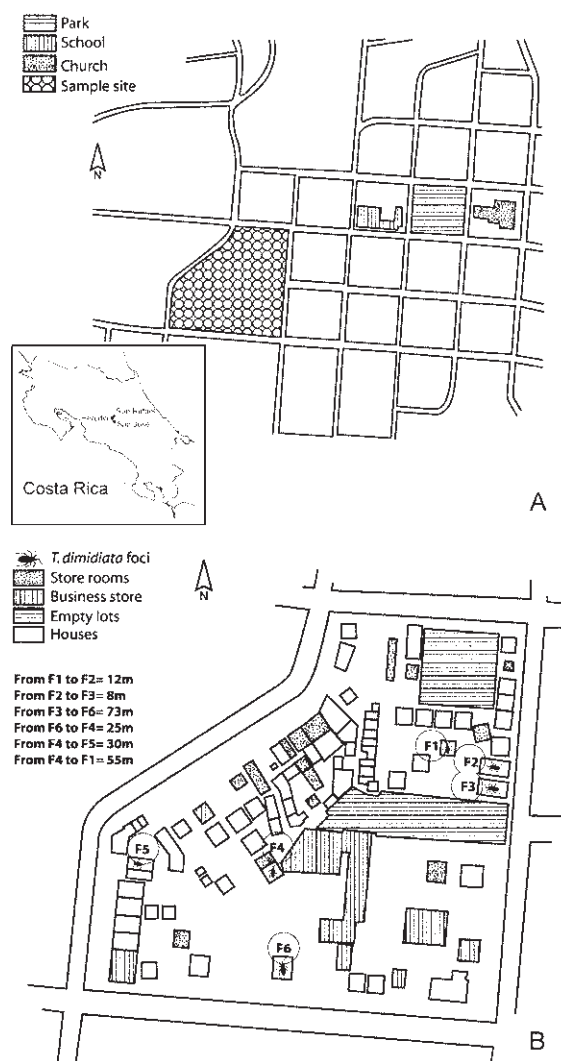 Park
School
Church
Sample site
N
San Rafael
Heredia
San José
Costa Rica
A
T. dimidiata foci
Store rooms
Business store
Empty lots
Houses
N
From F1 to F2= 12m
From F2 to F3= 8m
From F3 to F6= 73m
From F6 to F4= 25m
From F4 to F5= 30m
From F4 to F1= 55m
F1
F2
F3
F5
F4
F6
B